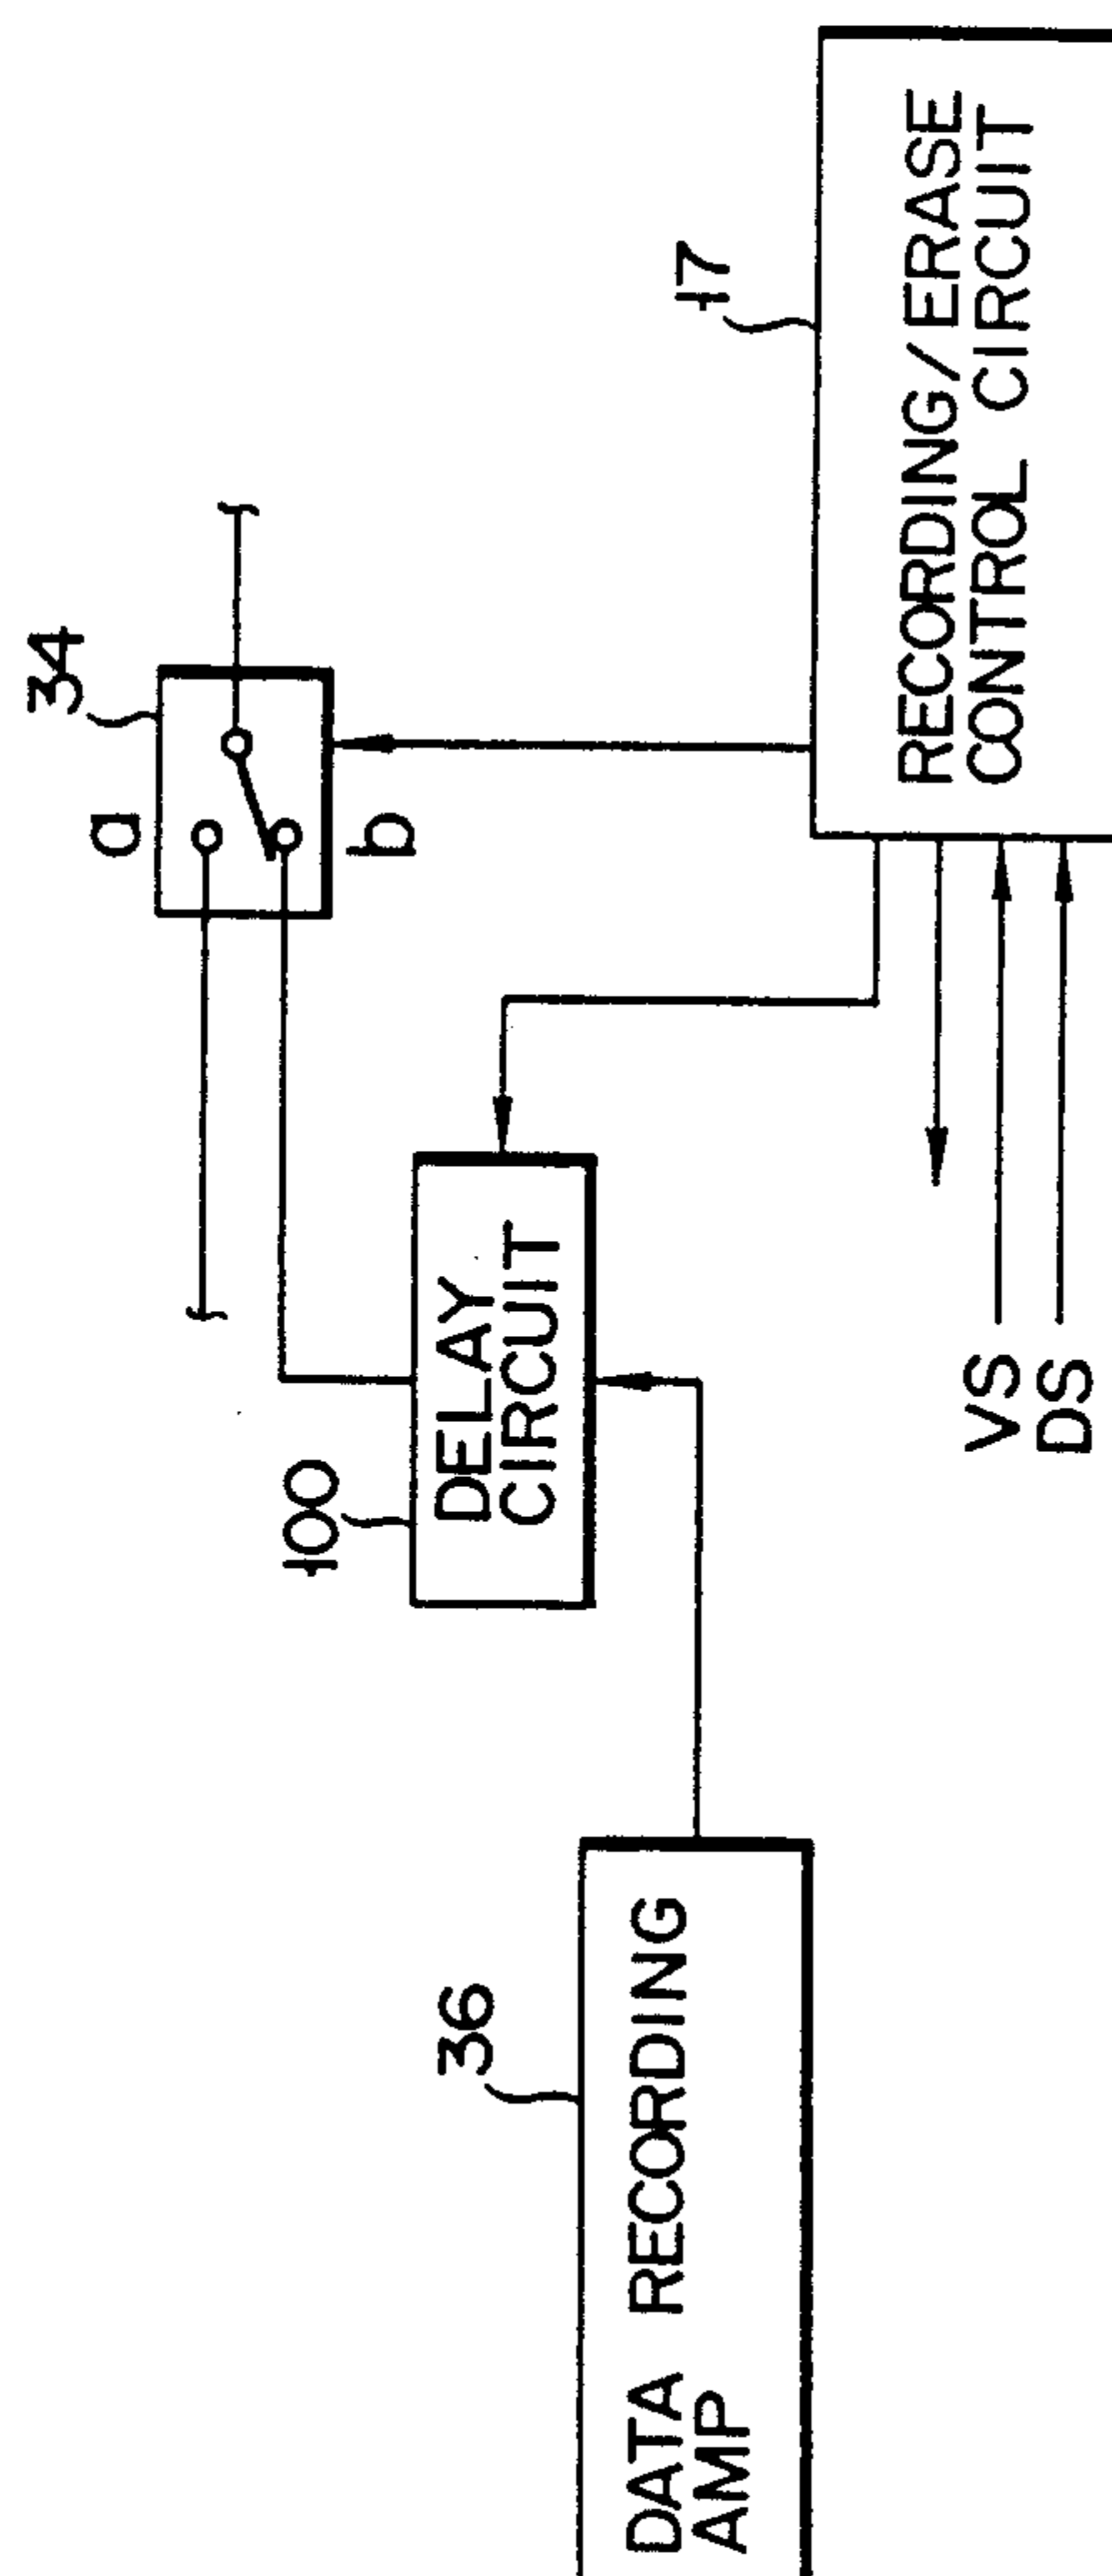 34
a
b
17
RECORDING/ERASE
CONTROL CIRCUIT
100
DELAY
CIRCUIT
VS
DS
36
DATA RECORDING
AMP